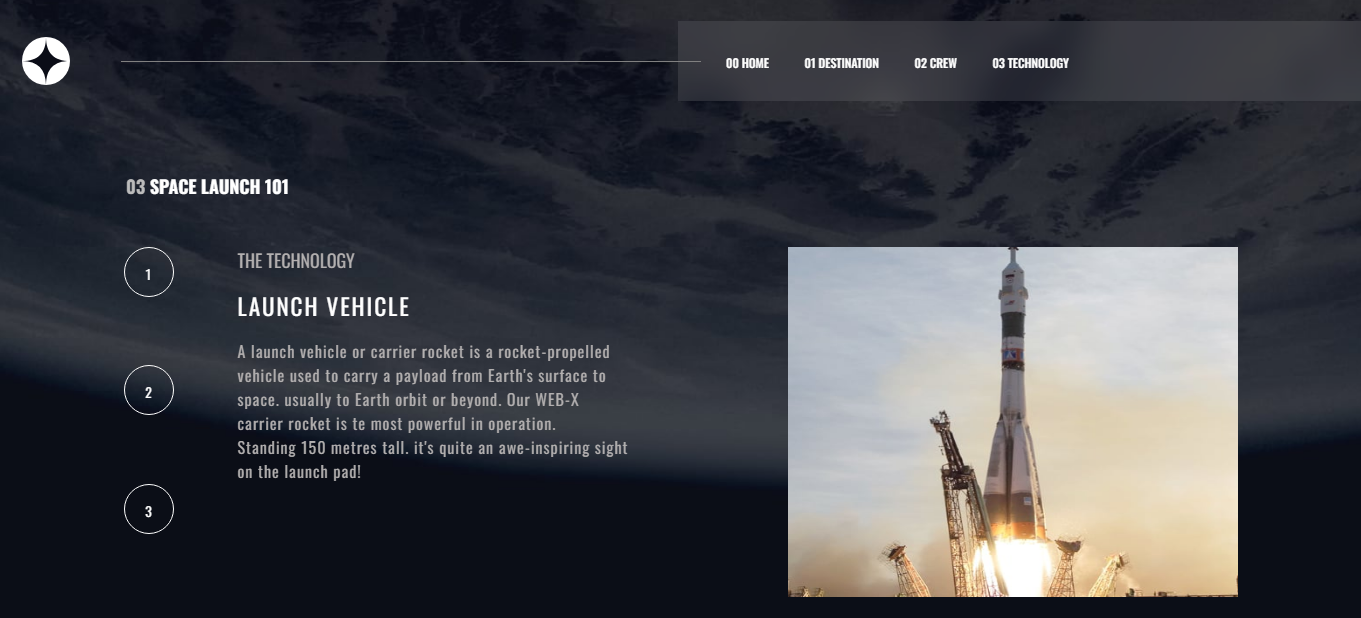 00 HOME 01 DESTINATION 02 CREW 03 TECHNOLOGY
03 SPACE LAUNCH 101
1
THE TECHNOLOGY
LAUNCH VEHICLE
A launch vehicle or carrier rocket is a rocket-propelled
vehicle used to carry a payload from Earth's surface to
2
space. usually to Earth orbit or beyond. Our WEB-X
carrier rocket is te most powerful in operation.
Standing 150 metres tall. it's quite an awe-inspiring sight
on the launch pad!
3